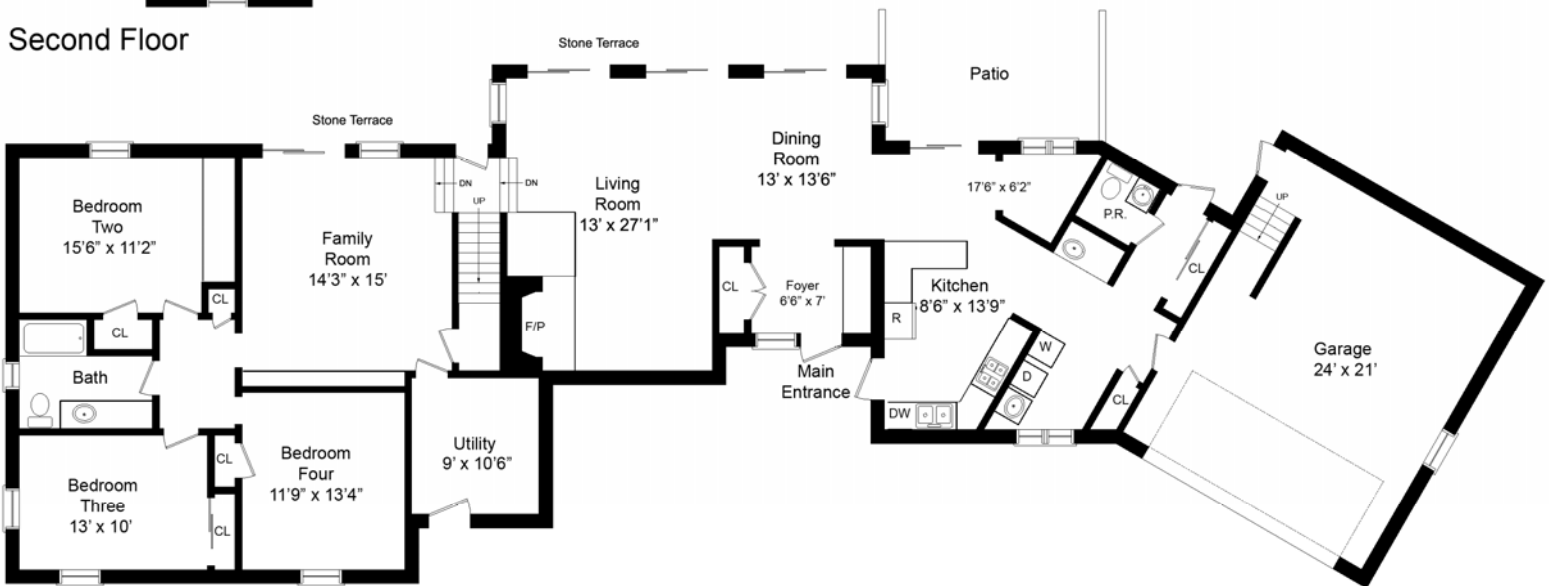 Second Floor
Stone Terrace
Patio
Stone Terrace
Dining
Room
13' x 13'6"
DN
DN
UP
Living
Room
13' x 27'1"
17'6" x 6'2"
P.R.
UP
Bedroom
Two
15'6" x 11'2"
Family
Room
14'3" x 15'
CL
CL
Foyer
6'6" x 7'
Kitchen
8'6" x 13'9"
R
CL
CL
F/P
W
D
Garage
24' x 21'
Bath
Main
Entrance
CL
DW
Utility
9' x 10'6"
CL
Bedroom
Four
11'9" x 13'4"
Bedroom
Three
13' x 10'
CL